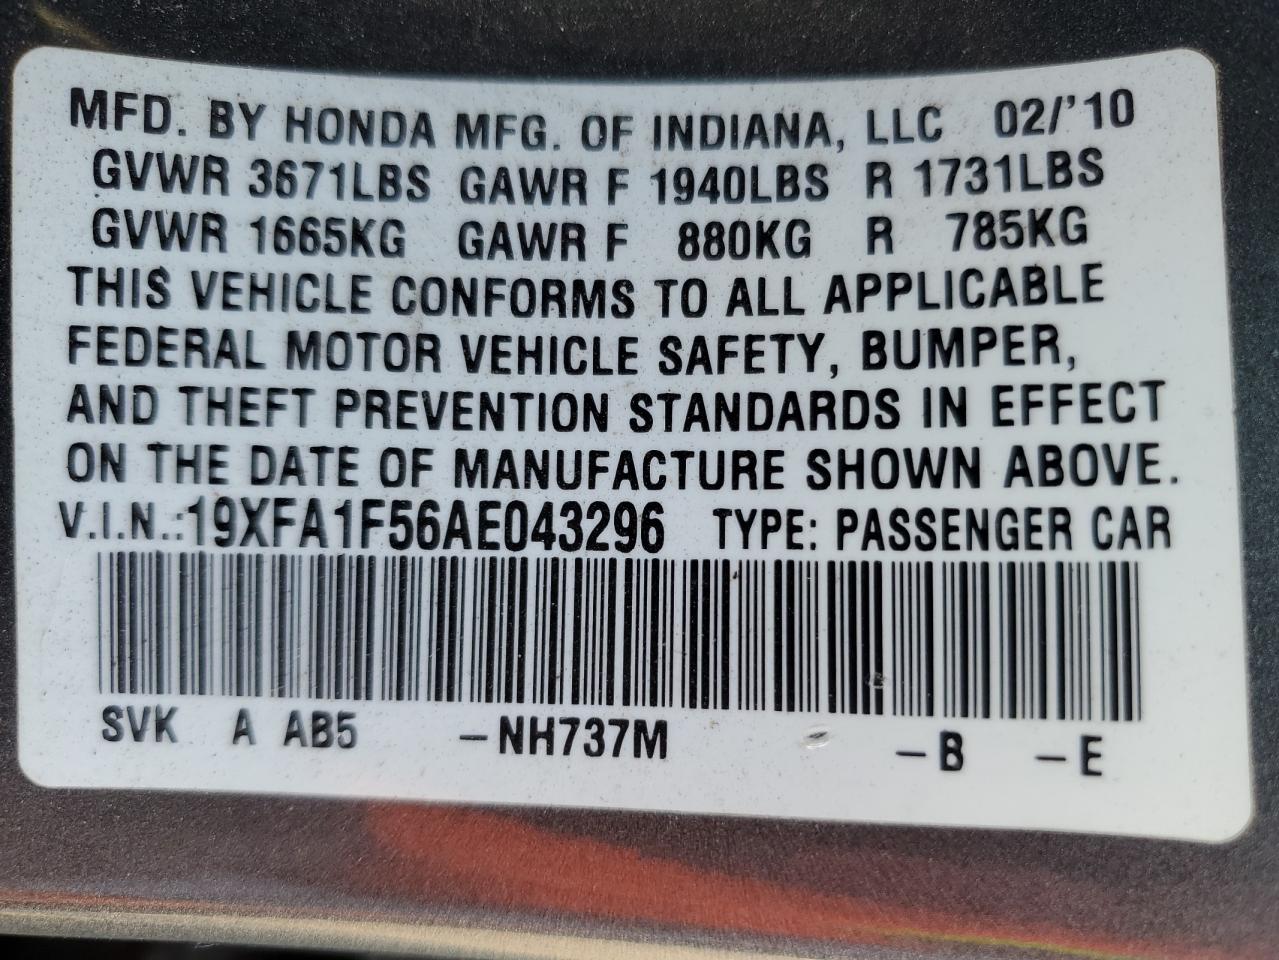 MFD. BY HONDA MFG. OF INDIANA, LLC 02/'10
GVWR 3671LBS GAWR F 1940LBS R 1731LBS
GVWR 1665KG GAWR F 880KG R 785KG
THIS VEHICLE CONFORMS TO ALL APPLICABLE
FEDERAL MOTOR VEHICLE SAFETY, BUMPER,
AND THEFT PREVENTION STANDARDS IN EFFECT
ON THE DATE OF MANUFACTURE SHOWN ABOVE.
V.I.N.:19XFA1F56AE043296 TYPE: PASSENGER CAR
SVK A AB5 -NH737M -B -E